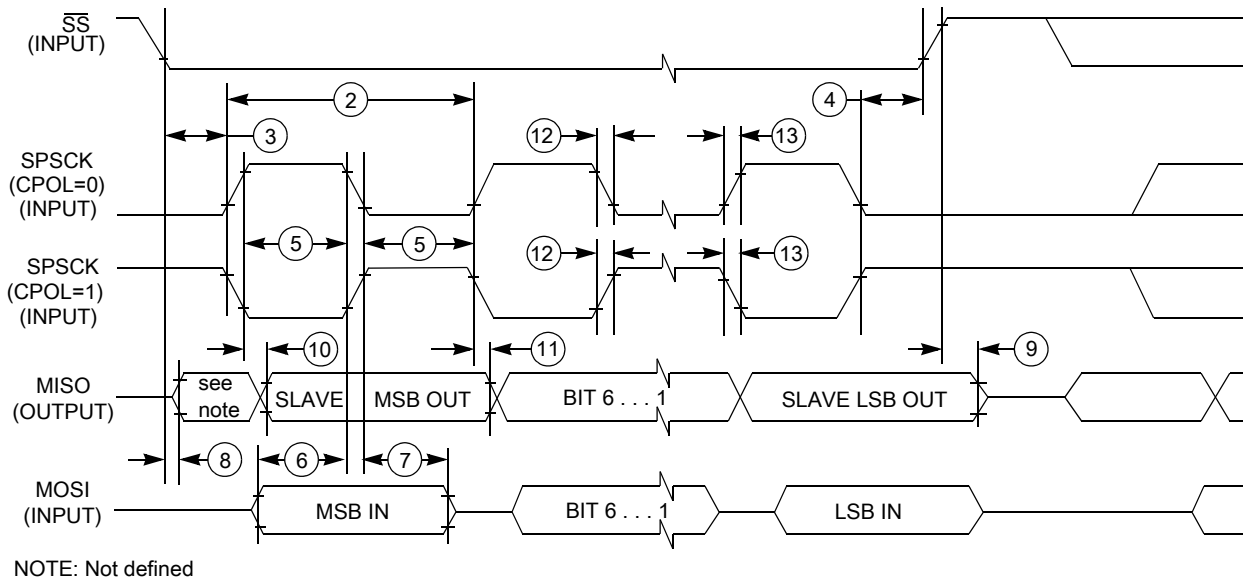 SS
(INPUT)
2
4
3
12
13
SPSCK
(CPOL=0)
(INPUT)
5
5
12
13
SPSCK
(CPOL=1)
(INPUT)
10
11
9
MISO
(OUTPUT)
see
note
SLAVE
MSB OUT
BIT 6 . . . 1
SLAVE LSB OUT
8
6
7
MOSI
(INPUT)
MSB IN
BIT 6 . . . 1
LSB IN
NOTE: Not defined